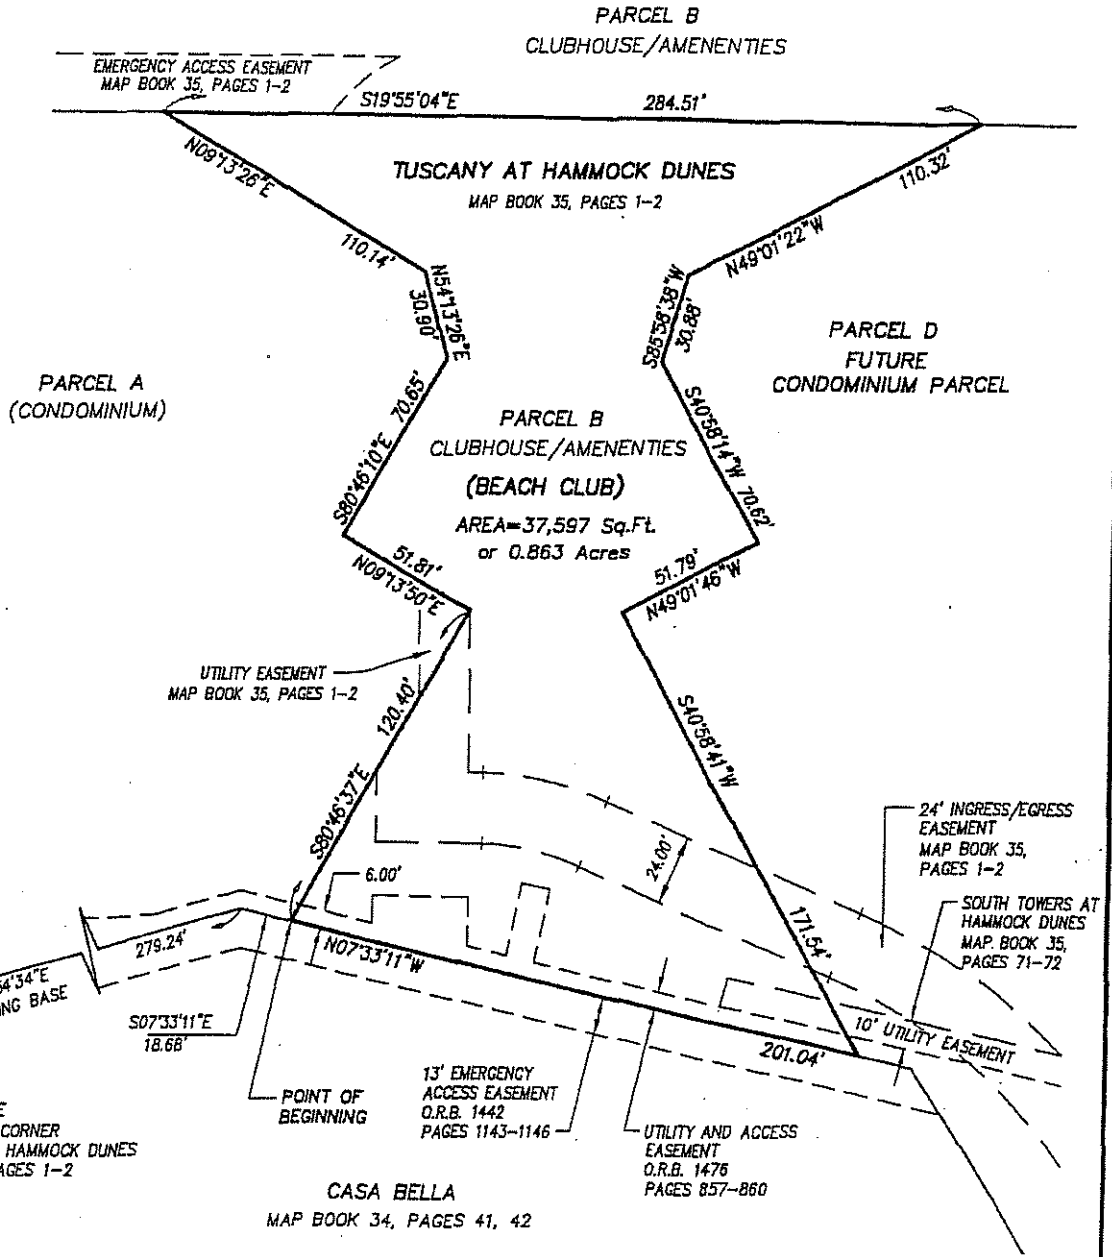 PARCEL B
CLUBHOUSE/AMENENTIES
EMERGENCY ACCESS EASEMENT
MAP BOOK 35, PAGES 1-2
S19°55'04"E
284.51'
N09°13'26"E
110.14'
TUSCANY AT HAMMOCK DUNES
MAP BOOK 35, PAGES 1-2
110.32'
N49°01'22"W
N54°13'26"E
30.90'
S85°58'38"W
30.88'
PARCEL A
(CONDOMINIUM)
PARCEL D
FUTURE
CONDOMINIUM PARCEL
70.65'
S80°46'10"E
PARCEL B
CLUBHOUSE/AMENENTIES
(BEACH CLUB)
AREA=37,597 Sq.Ft.
or 0.863 Acres
S40°58'14"W 70.62'
51.81'
N09°13'50"E
51.79'
N49°01'46"W
UTILITY EASEMENT
MAP BOOK 35, PAGES 1-2
120.40'
S80°46'37"E
S40°58'41"W
171.54'
24' INGRESS/EGRESS
EASEMENT
MAP BOOK 35,
PAGES 1-2
24.00'
6.00'
SOUTH TOWERS AT
HAMMOCK DUNES
MAP BOOK 35,
PAGES 71-72
279.24'
N07°33'11"W
201.04'
10' UTILITY EASEMENT
54'34"E
NG BASE
S07°33'11"E
18.68'
POINT OF
BEGINNING
13' EMERGENCY
ACCESS EASEMENT
O.R.B. 1442
PAGES 1143-1146
UTILITY AND ACCESS
EASEMENT
O.R.B. 1476
PAGES 857-860
E
CORNER
HAMMOCK DUNES
AGES 1-2
CASA BELLA
MAP BOOK 34, PAGES 41, 42